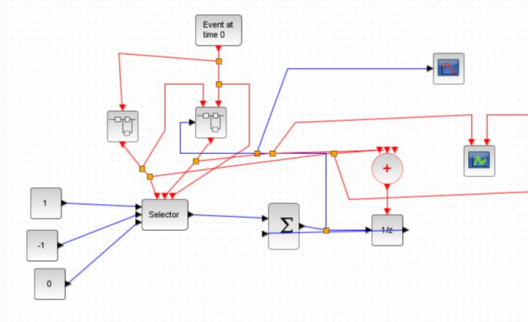 Event at
time 0
1
Selector
-1
Σ
+
1/z
0